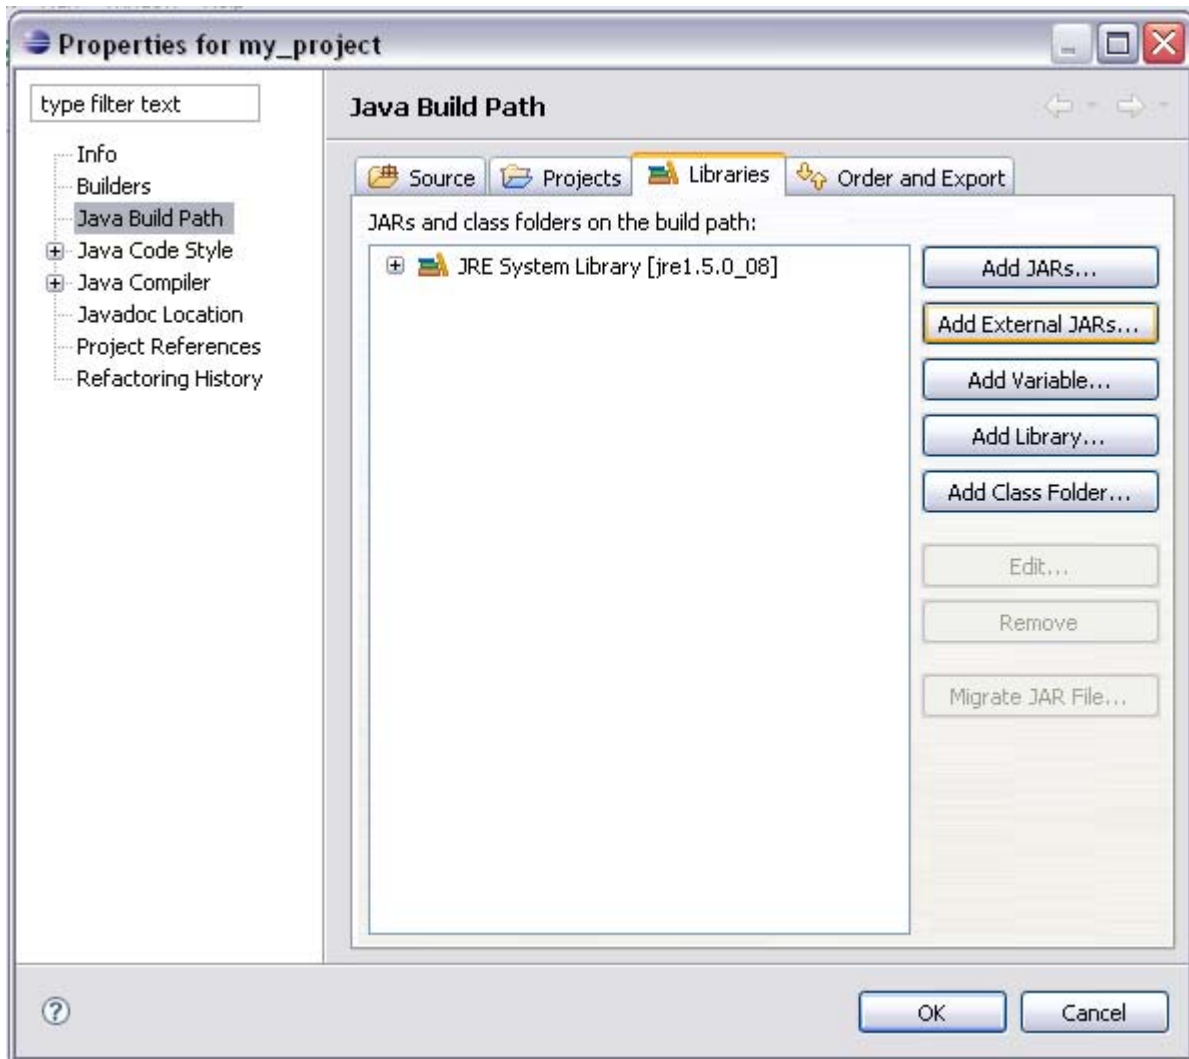 Properties for my_project
type filter text
Info
Builders
Java Build Path
Java Code Style
Java Compiler
Javadoc Location
Project References
Refactoring History
Java Build Path
Source
Projects
Libraries
Order and Export
JARs and class folders on the build path:
JRE System Library [jre1.5.0_08]
Add JARs...
Add External JARs...
Add Variable...
Add Library...
Add Class Folder...
Edit...
Remove
Migrate JAR File...
OK
Cancel